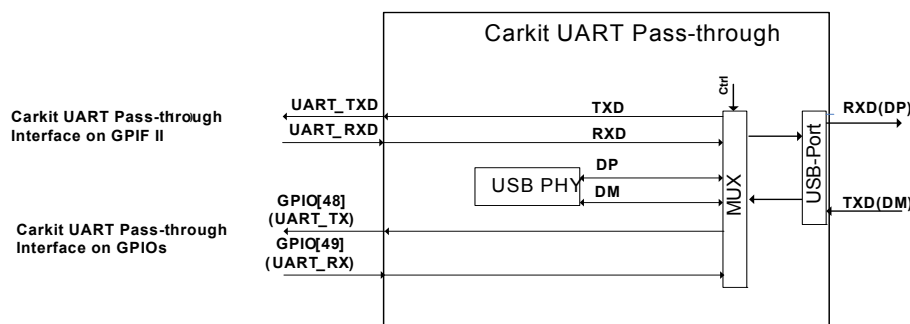 Carkit UART Pass-through
Ctrl
Carkit UART Pass-through
Interface on GPIF II
UART_TXD
TXD
RXD(DP)
UART_RXD
RXD
USB PHY
DP
DM
MUX
USB-Port
TXD(DM)
Carkit UART Pass-through
Interface on GPIOs
GPIO[48]
(UART_TX)
GPIO[49]
(UART_RX)